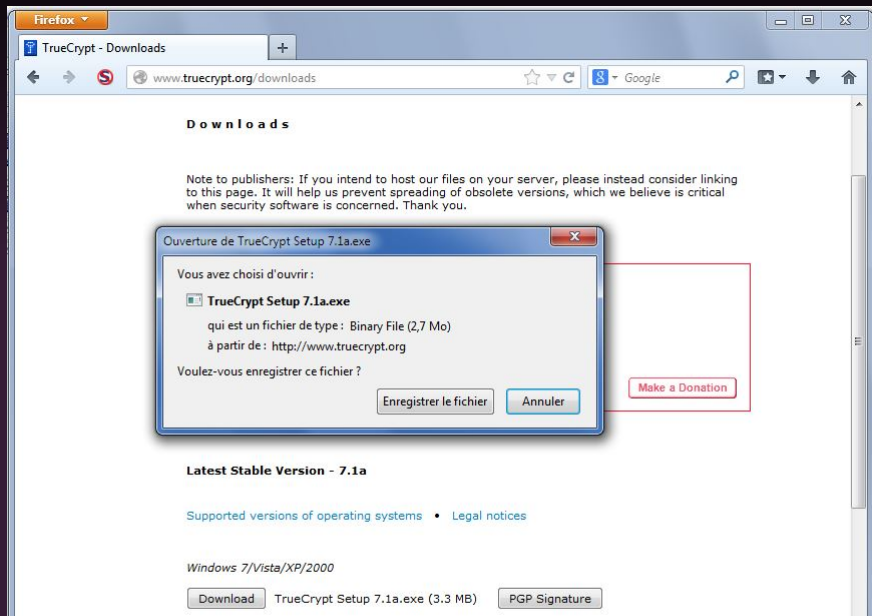 Firefox
TrueCrypt - Downloads
www.truecrypt.org/downloads
Google
Downloads
Note to publishers: If you intend to host our files on your server, please instead consider linking
to this page. It will help us prevent spreading of obsolete versions, which we believe is critical
when security software is concerned. Thank you.
Ouverture de TrueCrypt Setup 7.1a.exe
Vous avez choisi d'ouvrir :
TrueCrypt Setup 7.1a.exe
qui est un fichier de type : Binary File (2,7 Mo)
à partir de : http://www.truecrypt.org
Voulez-vous enregistrer ce fichier ?
Enregistrer le fichier
Annuler
Make a Donation
Latest Stable Version - 7.1a
Supported versions of operating systems • Legal notices
Windows 7/Vista/XP/2000
Download TrueCrypt Setup 7.1a.exe (3.3 MB) PGP Signature